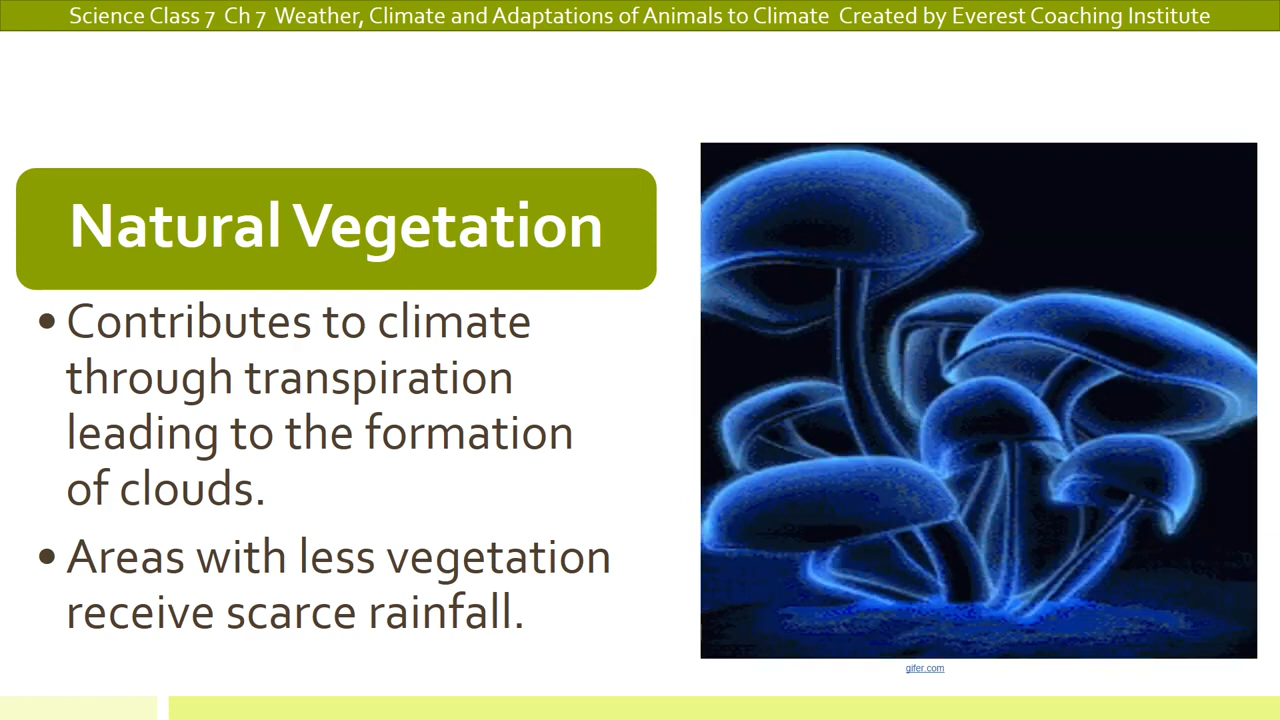 Science Class 7 Ch 7 Weather, Climate and Adaptations of Animals to Climate Created by Everest Coaching Institute
Natural Vegetation
• Contributes to climate
through transpiration
leading to the formation
of clouds.
• Areas with less vegetation
receive scarce rainfall.
gifer.com